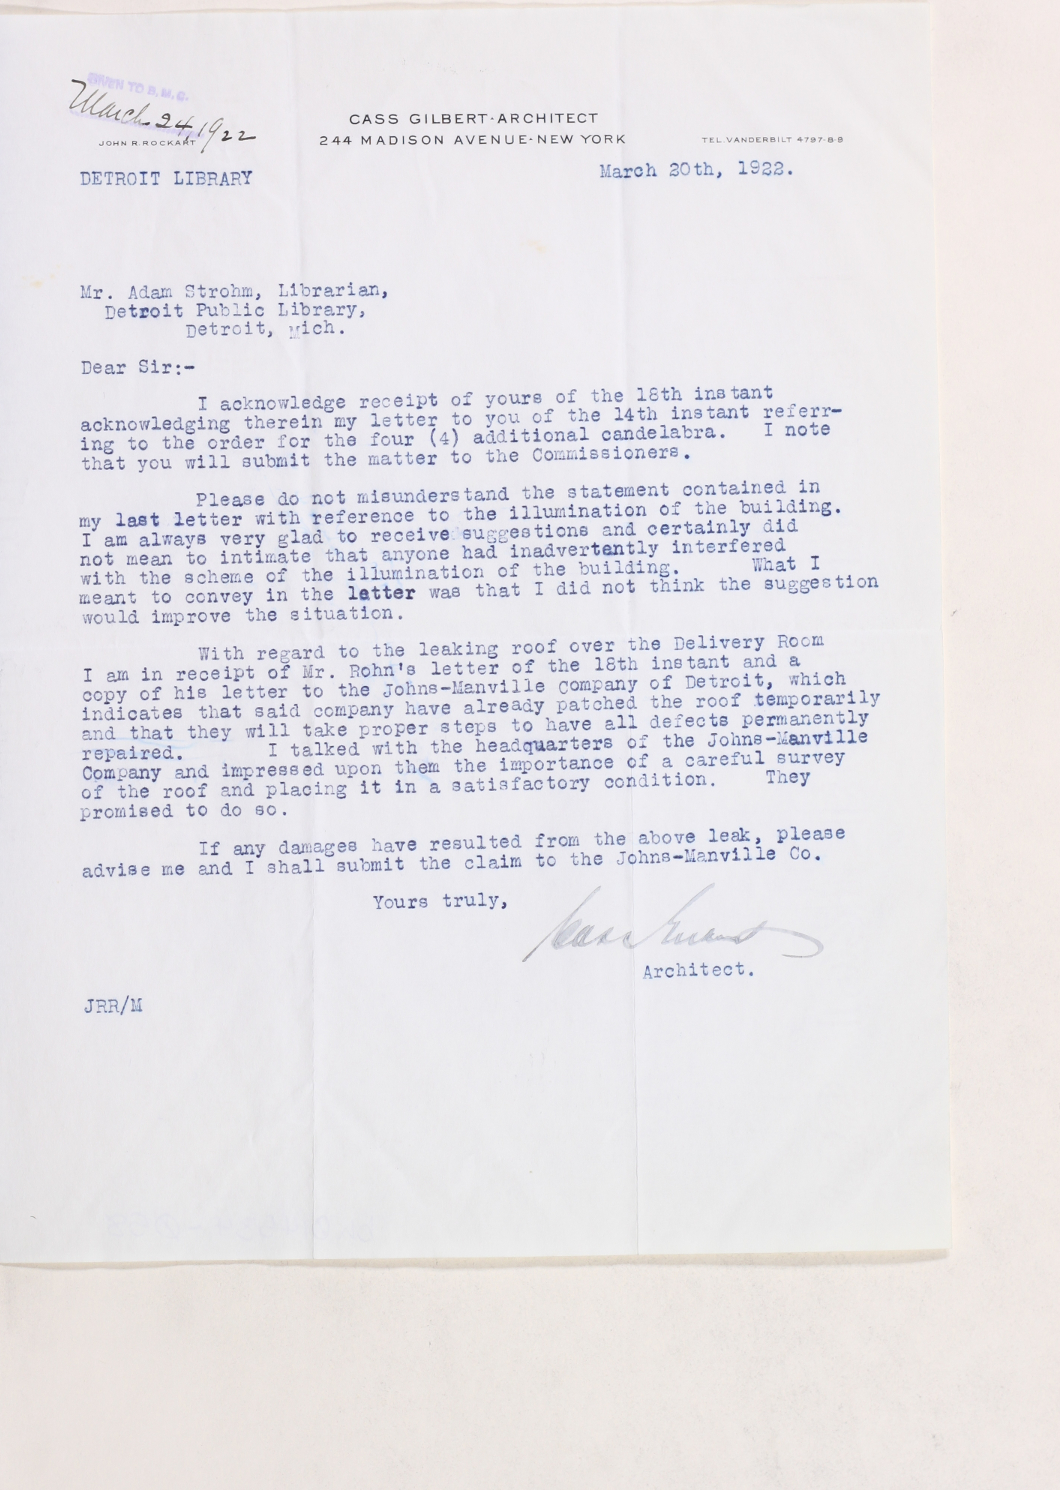 GIVEN TO B. M. C.
March 24, 1922
JOHN R. ROCKART
CASS GILBERT·ARCHITECT
244 MADISON AVENUE·NEW YORK
TEL. VANDERBILT 4797-8-9
DETROIT LIBRARY
March 20th, 1922.
Mr. Adam Strohm, Librarian,
Detroit Public Library,
Detroit, Mich.
Dear Sir:-
I acknowledge receipt of yours of the 18th instant
acknowledging therein my letter to you of the 14th instant referr-
ing to the order for the four (4) additional candelabra. I note
that you will submit the matter to the Commissioners.
Please do not misunderstand the statement contained in
my last letter with reference to the illumination of the building.
I am always very glad to receive suggestions and certainly did
not mean to intimate that anyone had inadvertently interfered
with the scheme of the illumination of the building. What I
meant to convey in the letter was that I did not think the suggestion
would improve the situation.
With regard to the leaking roof over the Delivery Room
I am in receipt of Mr. Rohn's letter of the 18th instant and a
copy of his letter to the Johns-Manville Company of Detroit, which
indicates that said company have already patched the roof temporarily
and that they will take proper steps to have all defects permanently
repaired. I talked with the headquarters of the Johns-Manville
Company and impressed upon them the importance of a careful survey
of the roof and placing it in a satisfactory condition. They
promised to do so.
If any damages have resulted from the above leak, please
advise me and I shall submit the claim to the Johns-Manville Co.
Yours truly,
Cass Gilbert
Architect.
JRR/M